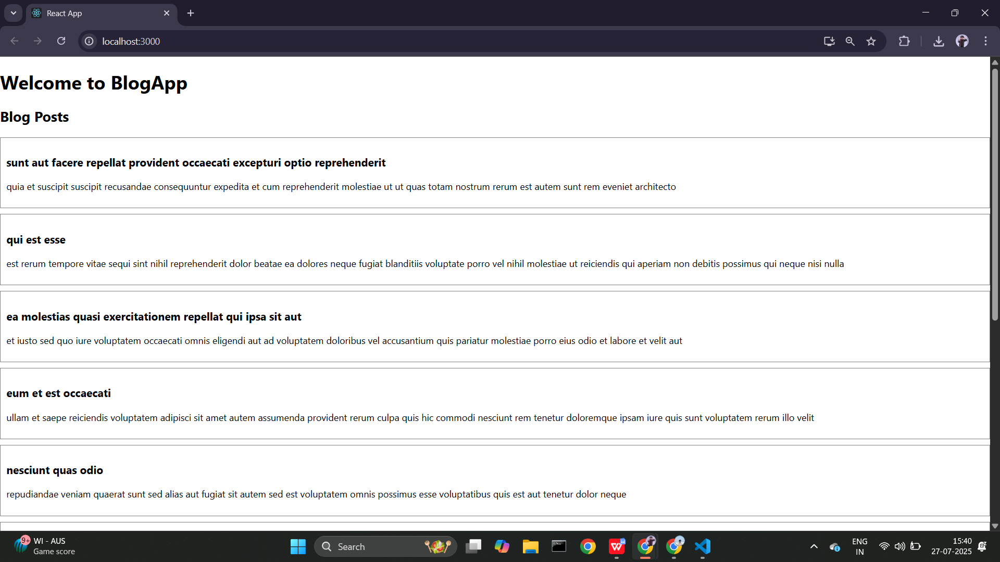 React App
localhost:3000
Welcome to BlogApp
Blog Posts
sunt aut facere repellat provident occaecati excepturi optio reprehenderit
quia et suscipit suscipit recusandae consequuntur expedita et cum reprehenderit molestiae ut ut quas totam nostrum rerum est autem sunt rem eveniet architecto
qui est esse
est rerum tempore vitae sequi sint nihil reprehenderit dolor beatae ea dolores neque fugiat blanditiis voluptate porro vel nihil molestiae ut reiciendis qui aperiam non debitis possimus qui neque nisi nulla
ea molestias quasi exercitationem repellat qui ipsa sit aut
et iusto sed quo iure voluptatem occaecati omnis eligendi aut ad voluptatem doloribus vel accusantium quis pariatur molestiae porro eius odio et labore et velit aut
eum et est occaecati
ullam et saepe reiciendis voluptatem adipisci sit amet autem assumenda provident rerum culpa quis hic commodi nesciunt rem tenetur doloremque ipsam iure quis sunt voluptatem rerum illo velit
nesciunt quas odio
repudiandae veniam quaerat sunt sed alias aut fugiat sit autem sed est voluptatem omnis possimus esse voluptatibus quis est aut tenetur dolor neque
9+ WI - AUS
Game score
Search
ENG
IN
15:40
27-07-2025